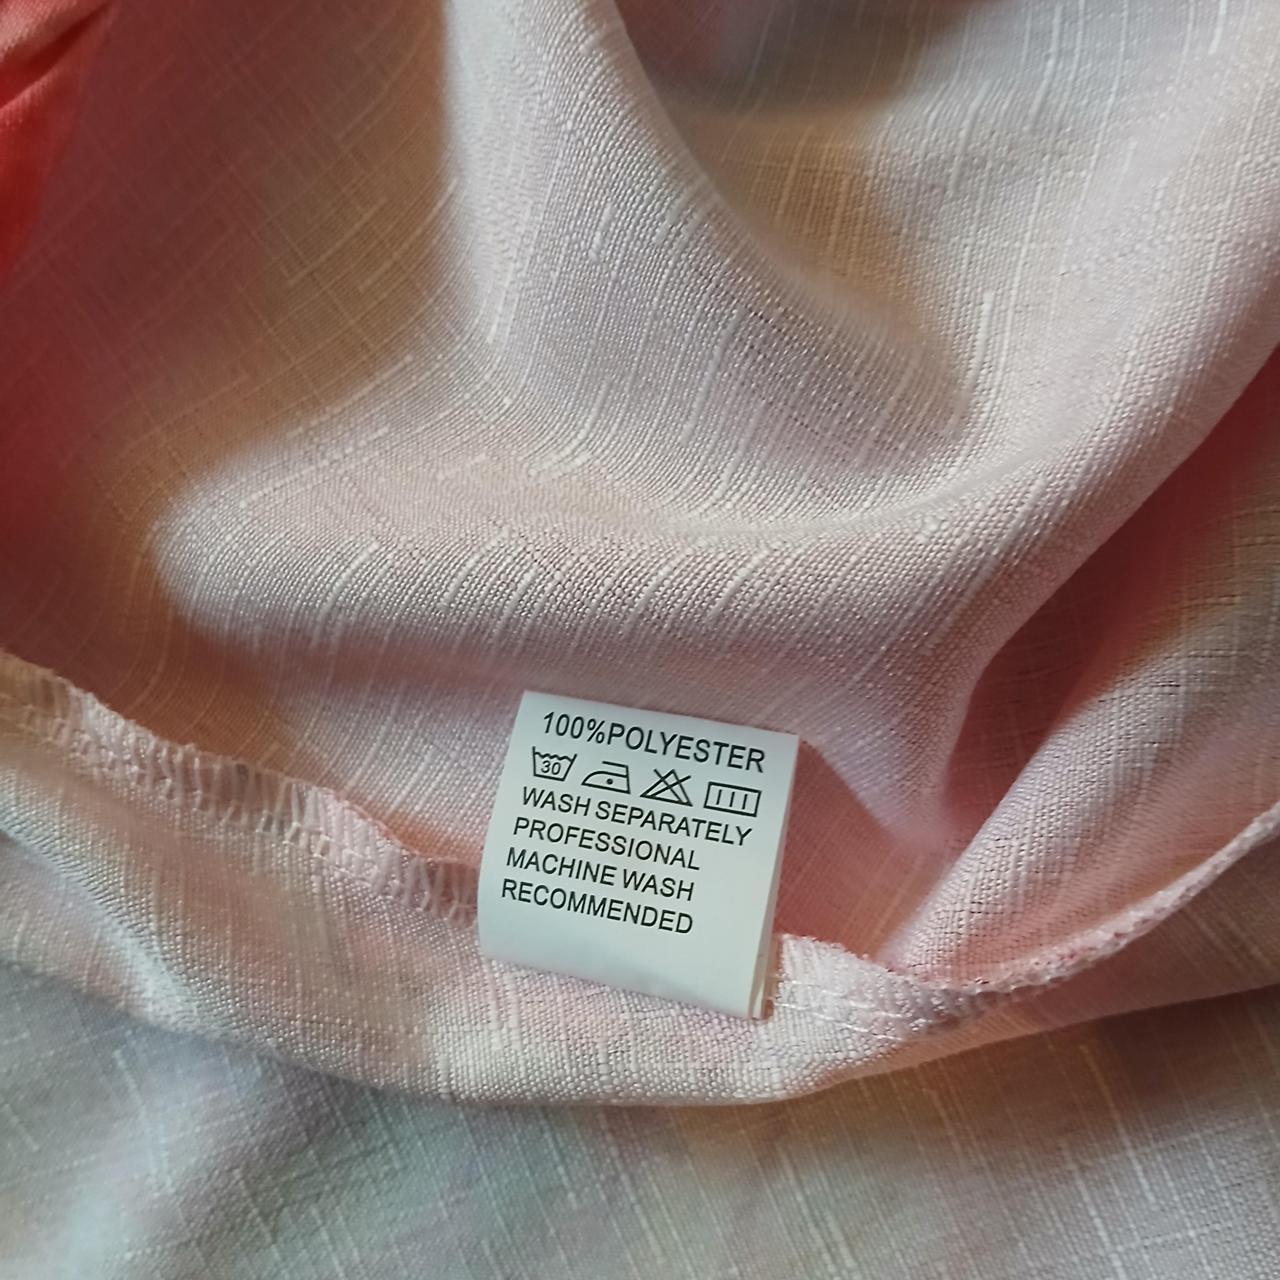 100%POLYESTER
30
WASH SEPARATELY
PROFESSIONAL
MACHINE WASH
RECOMMENDED